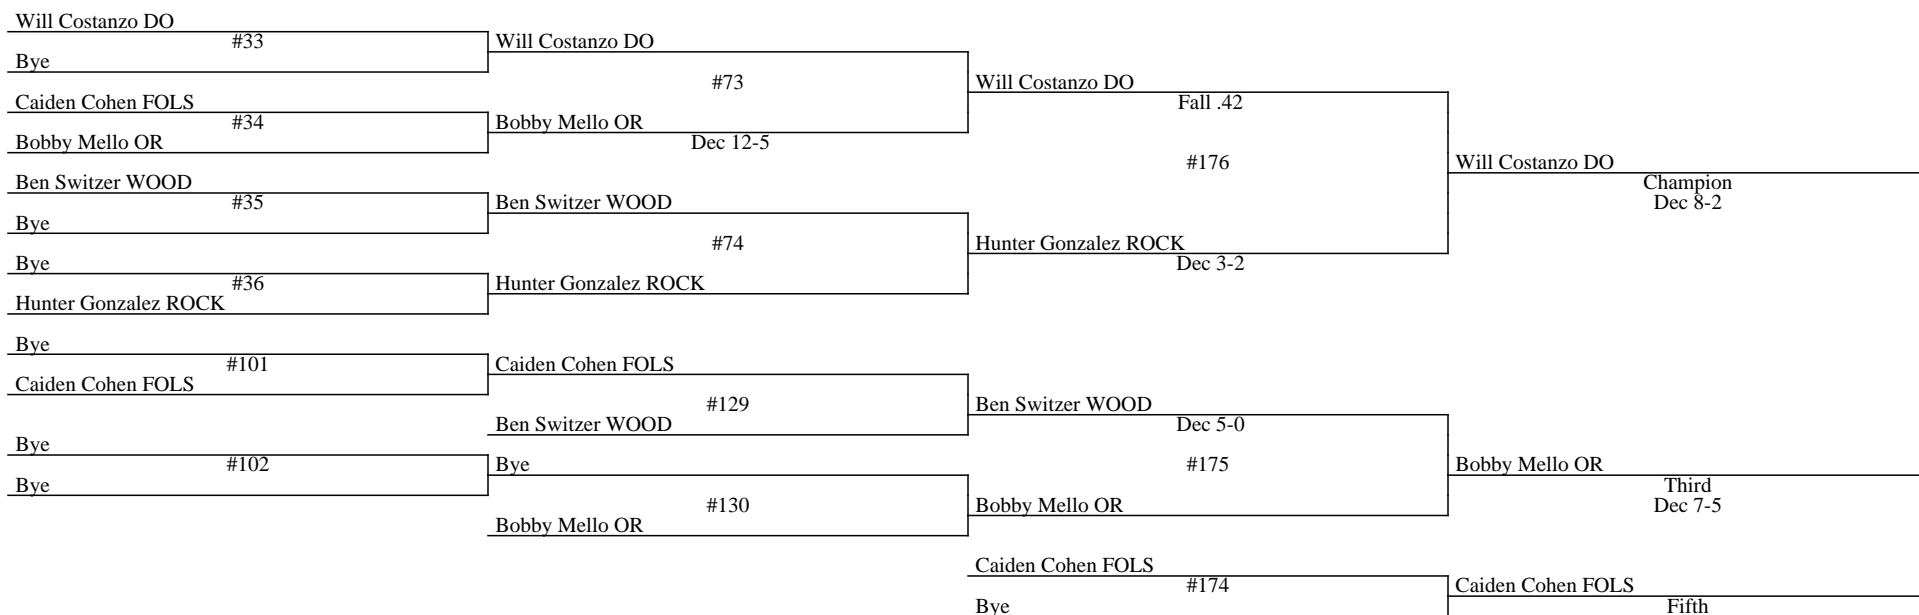 Will Costanzo DO
#33
Bye
Will Costanzo DO
#73
Caiden Cohen FOLS
#34
Bobby Mello OR
Bobby Mello OR
Dec 12-5
Will Costanzo DO
Fall .42
#176
Ben Switzer WOOD
#35
Bye
Ben Switzer WOOD
#74
Bye
#36
Hunter Gonzalez ROCK
Hunter Gonzalez ROCK
Hunter Gonzalez ROCK
Dec 3-2
Will Costanzo DO
Champion
Dec 8-2
Bye
#101
Caiden Cohen FOLS
Caiden Cohen FOLS
#129
Ben Switzer WOOD
Ben Switzer WOOD
Dec 5-0
#175
Bye
#102
Bye
Bye
#130
Bobby Mello OR
Bobby Mello OR
Bobby Mello OR
Third
Dec 7-5
Caiden Cohen FOLS
#174
Bye
Caiden Cohen FOLS
Fifth